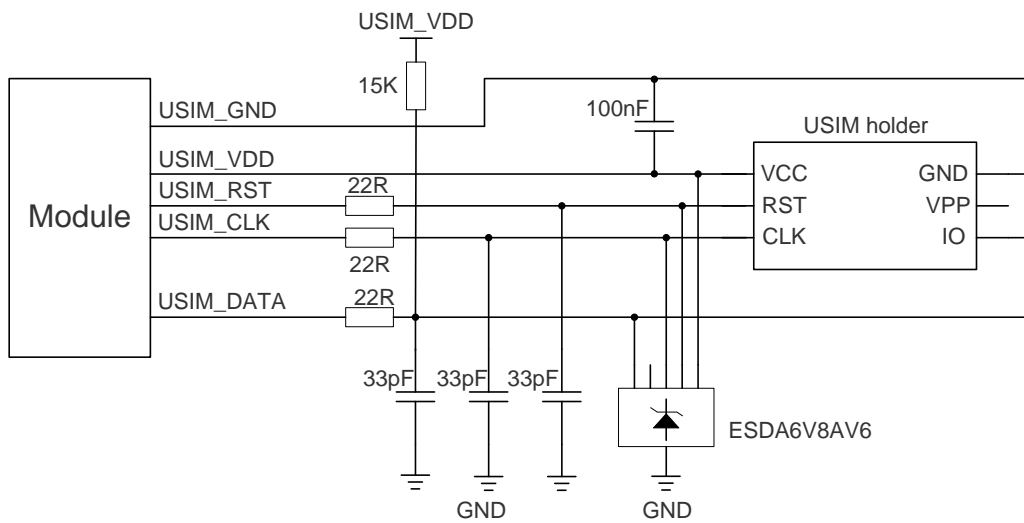 USIM_VDD
15K
USIM_GND
100nF
USIM holder
USIM_VDD
VCC
GND
USIM_RST
22R
RST
VPP
Module
USIM_CLK
CLK
IO
22R
USIM_DATA
22R
33pF
33pF
33pF
ESDA6V8AV6
GND
GND